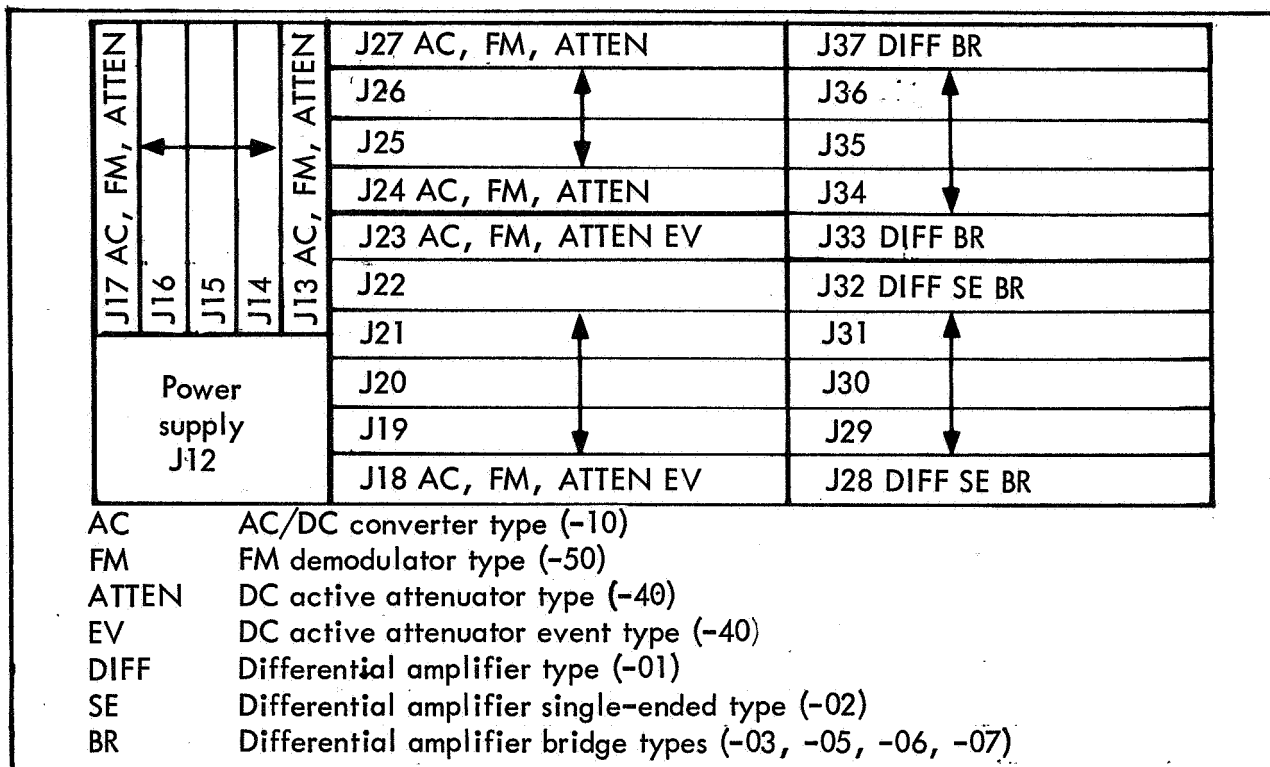 J17 AC, FM, ATTEN
J16
J15
J14
J13 AC, FM, ATTEN
J27 AC, FM, ATTEN
J26
J25
J24 AC, FM, ATTEN
J23 AC, FM, ATTEN EV
J22
J21
J20
J19
J18 AC, FM, ATTEN EV
J37 DIFF BR
J36
J35
J34
J33 DIFF BR
J32 DIFF SE BR
J31
J30
J29
J28 DIFF SE BR
Power
supply
J12
AC AC/DC converter type (-10)
FM FM demodulator type (-50)
ATTEN DC active attenuator type (-40)
EV DC active attenuator event type (-40)
DIFF Differential amplifier type (-01)
SE Differential amplifier single-ended type (-02)
BR Differential amplifier bridge types (-03, -05, -06, -07)